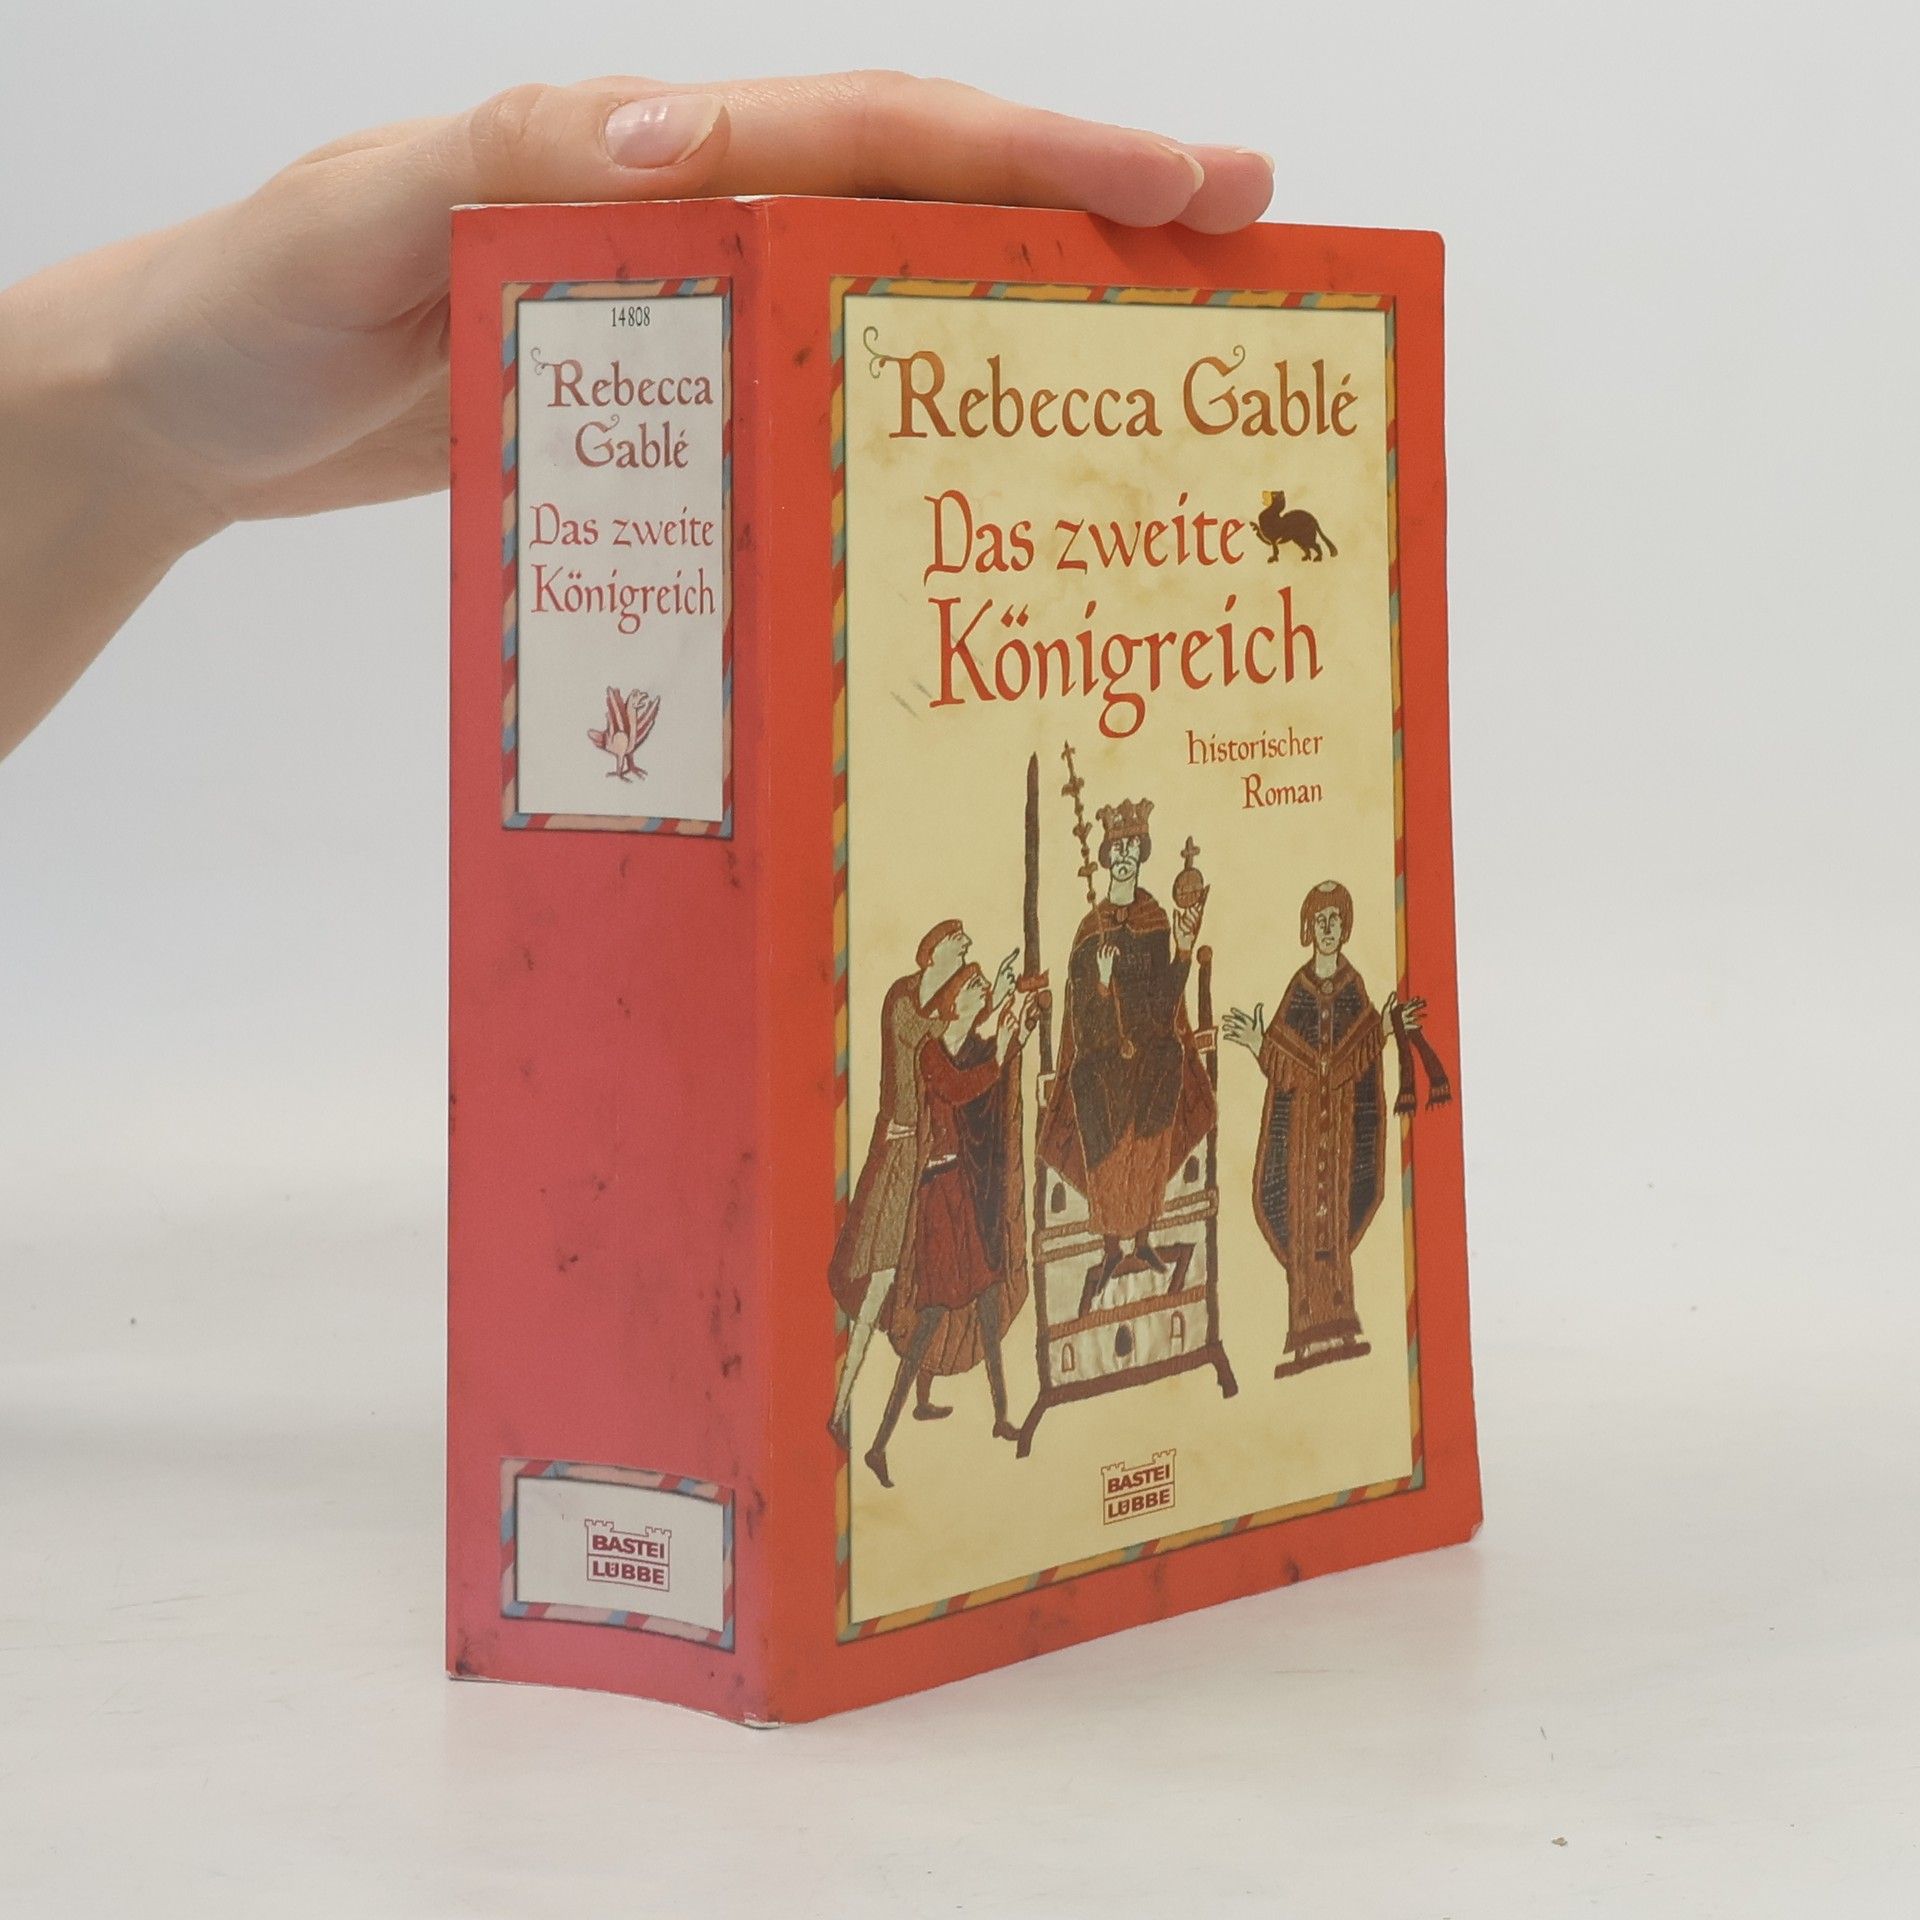 14808
Rebecca
Gablé
Das zweite
Königreich
BASTEI
LÜBBE
Rebecca Gablé
Das zweite
Königreich
historischer
Roman
BASTEI
LÜBBE